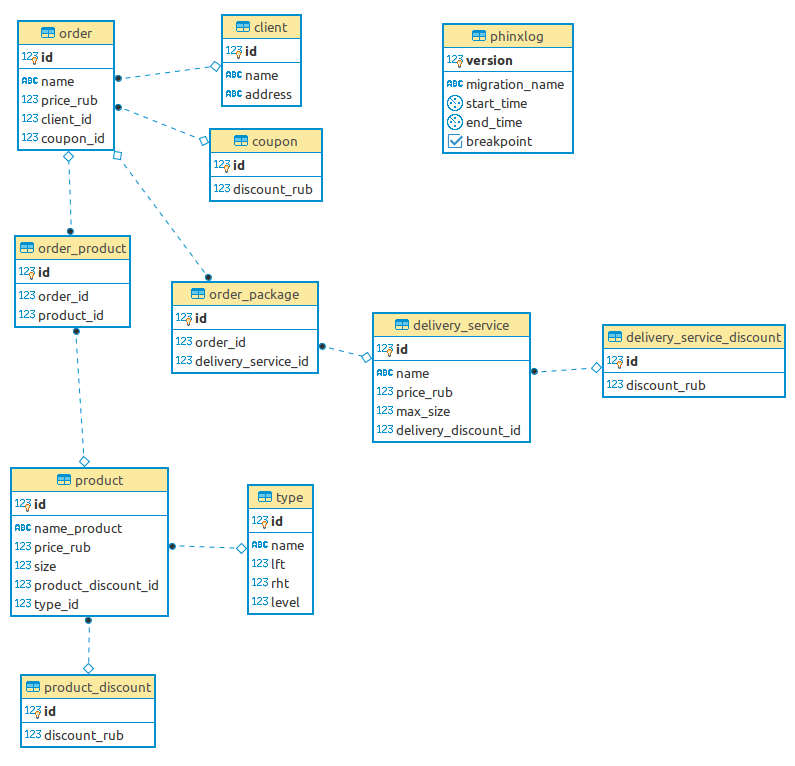 order
123 id
ABC name
123 price_rub
123 client_id
123 coupon_id
client
123 id
ABC name
ABC address
coupon
123 id
123 discount_rub
phinxlog
123 version
ABC migration_name
start_time
end_time
breakpoint
order_product
123 id
123 order_id
123 product_id
order_package
123 id
123 order_id
123 delivery_service_id
delivery_service
123 id
ABC name
123 price_rub
123 max_size
123 delivery_discount_id
delivery_service_discount
123 id
123 discount_rub
product
123 id
ABC name_product
123 price_rub
123 size
123 product_discount_id
123 type_id
type
123 id
ABC name
123 lft
123 rht
123 level
product_discount
123 id
123 discount_rub